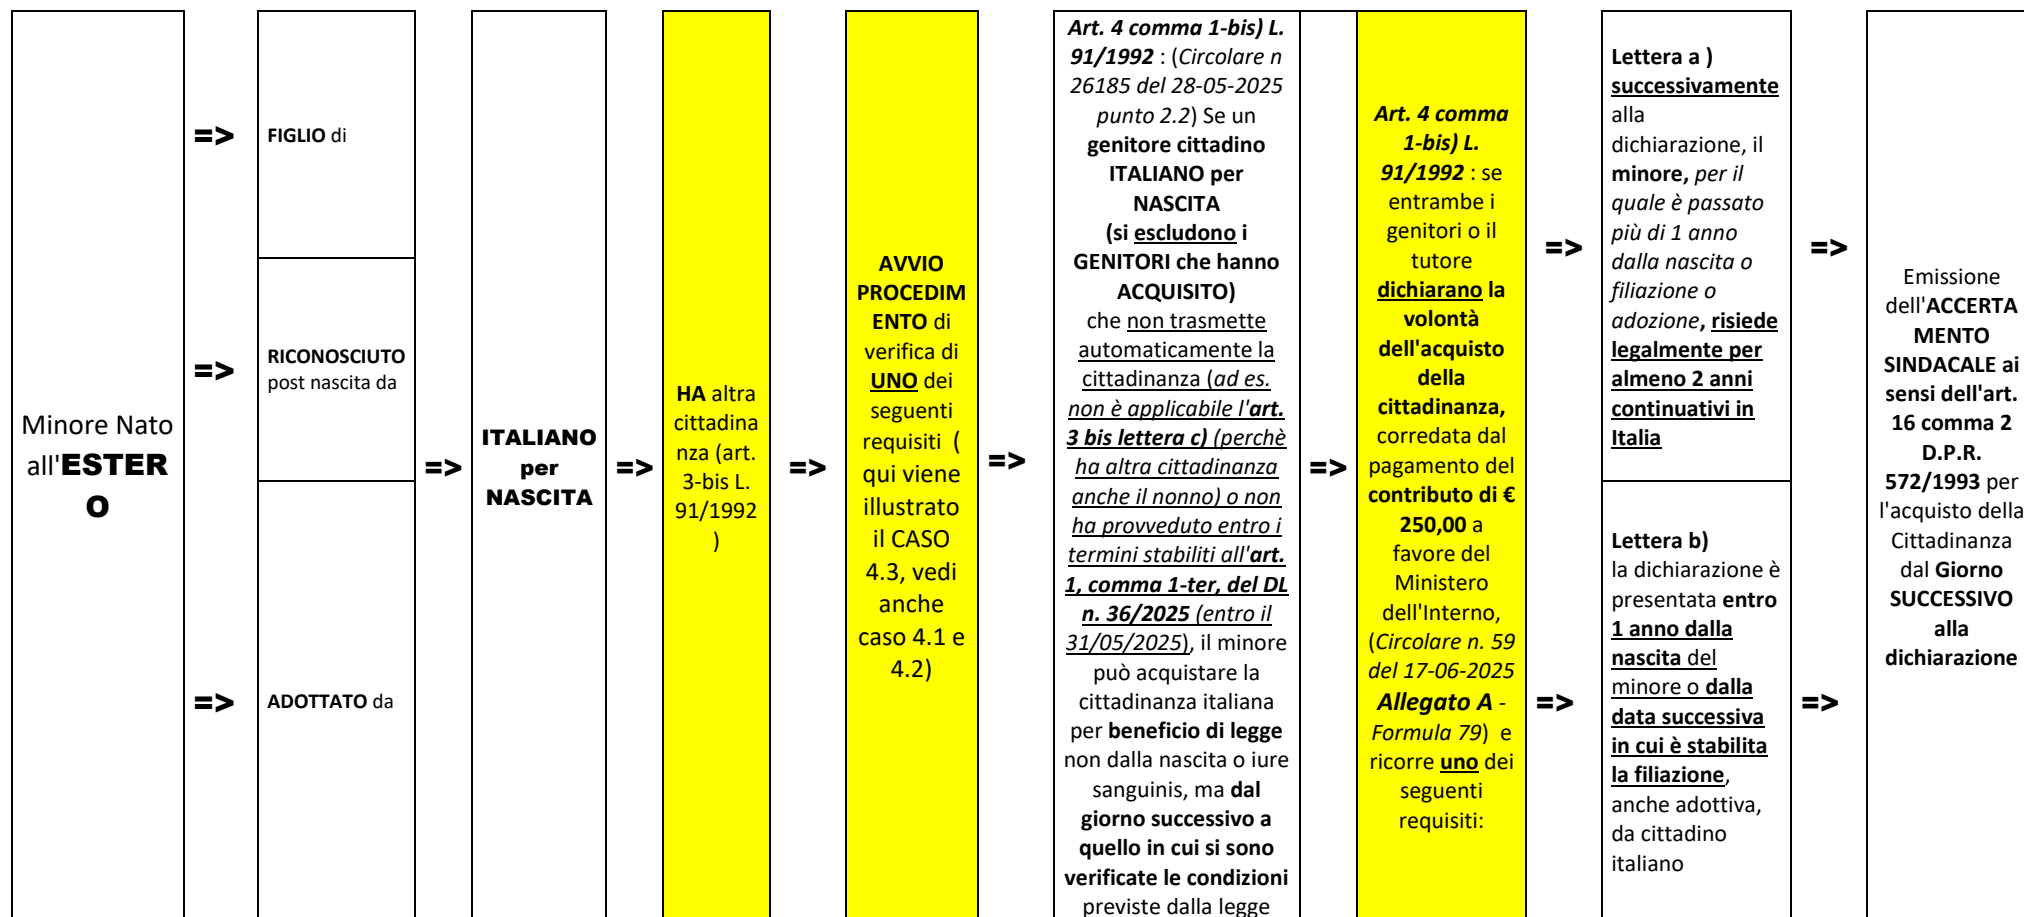 Minore Nato
all'ESTER
O
=>
FIGLIO di
=>
RICONOSCIUTO
post nascita da
=>
ADOTTATO da
=>
ITALIANO
per
NASCITA
=>
HA altra
cittadina
nza (art.
3-bis L.
91/1992
)
=>
AVVIO
PROCEDIM
ENTO di
verifica di
UNO dei
seguenti
requisiti (
qui viene
illustrato
il CASO
4.3, vedi
anche
caso 4.1 e
4.2)
=>
Art. 4 comma 1-bis) L.
91/1992 : (Circolare n
26185 del 28-05-2025
punto 2.2) Se un
genitore cittadino
ITALIANO per
NASCITA
(si escludono i
GENITORI che hanno
ACQUISITO)
che non trasmette
automaticamente la
cittadinanza (ad es.
non è applicabile l'art.
3 bis lettera c) (perchè
ha altra cittadinanza
anche il nonno) o non
ha provveduto entro i
termini stabiliti all'art.
1, comma 1-ter, del DL
n. 36/2025 (entro il
31/05/2025), il minore
può acquistare la
cittadinanza italiana
per beneficio di legge
non dalla nascita o iure
sanguinis, ma dal
giorno successivo a
quello in cui si sono
verificate le condizioni
previste dalla legge
=>
Art. 4 comma
1-bis) L.
91/1992 : se
entrambe i
genitori o il
tutore
dichiarano la
volontà
dell'acquisto
della
cittadinanza,
corredata dal
pagamento del
contributo di €
250,00 a
favore del
Ministero
dell'Interno,
(Circolare n. 59
del 17-06-2025
Allegato A -
Formula 79) e
ricorre uno dei
seguenti
requisiti:
=>
Lettera a )
successivamente
alla
dichiarazione, il
minore, per il
quale è passato
più di 1 anno
dalla nascita o
filiazione o
adozione, risiede
legalmente per
almeno 2 anni
continuativi in
Italia
=>
=>
Lettera b)
la dichiarazione è
presentata entro
1 anno dalla
nascita del
minore o dalla
data successiva
in cui è stabilita
la filiazione,
anche adottiva,
da cittadino
italiano
=>
Emissione
dell'ACCERTA
MENTO
SINDACALE ai
sensi dell'art.
16 comma 2
D.P.R.
572/1993 per
l'acquisto della
Cittadinanza
dal Giorno
SUCCESSIVO
alla
dichiarazione